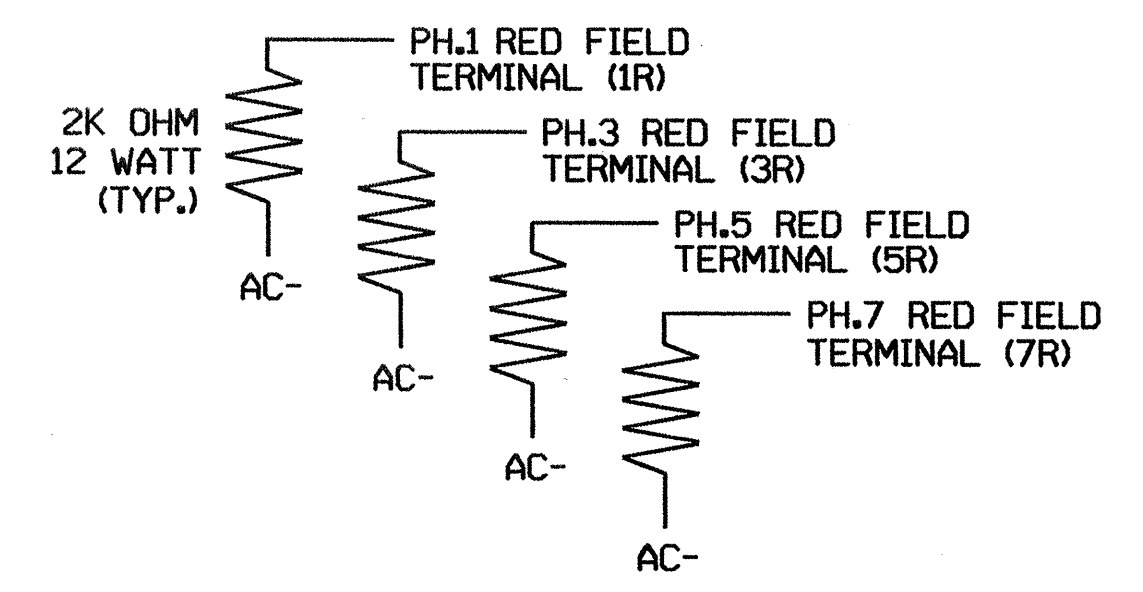 PH.1 RED FIELD
TERMINAL (1R)
2K OHM
12 WATT
(TYP.)
AC-
PH.3 RED FIELD
TERMINAL (3R)
AC-
PH.5 RED FIELD
TERMINAL (5R)
AC-
PH.7 RED FIELD
TERMINAL (7R)
AC-